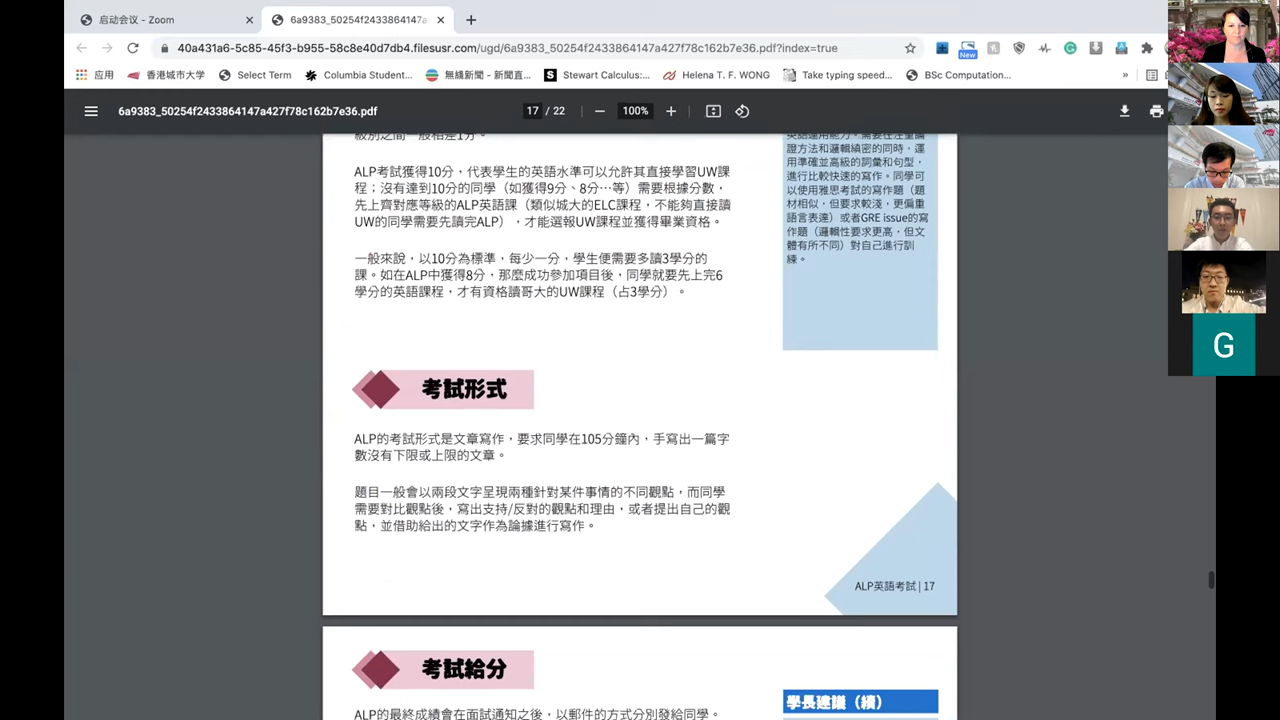 启动会议 - Zoom
6a9383_50254f2433864147a
40a431a6-5c85-45f3-b955-58c8e40d7db4.filesusr.com/ugd/6a9383_50254f2433864147a427f78c162b7e36.pdf?index=true
New
应用
香港城市大学
Select Term
Columbia Student...
無綫新聞 - 新聞直...
Stewart Calculus:...
Helena T. F. WONG
Take typing speed...
BSc Computation...
»
6a9383_50254f2433864147a427f78c162b7e36.pdf
17 / 22
100%
級別之間一般相差1分。
ALP考試獲得10分，代表學生的英語水準可以允許其直接學習UW課
程；沒有達到10分的同學（如獲得9分、8分…等）需要根據分數，
先上齊對應等級的ALP英語課（類似城大的ELC課程，不能夠直接讀
UW的同學需要先讀完ALP），才能選報UW課程並獲得畢業資格。
一般來說，以10分為標準，每少一分，學生便需要多讀3學分的
課。如在ALP中獲得8分，那麼成功參加項目後，同學就要先上完6
學分的英語課程，才有資格讀哥大的UW課程（占3學分）。
英語運用能力。需要在注重論
證方法和邏輯縝密的同時，運
用準確並高級的詞彙和句型，
進行比較快速的寫作。同學可
以使用雅思考試的寫作題（題
材相似，但要求較淺，更偏重
語言表達）或者GRE issue的寫
作題（邏輯性要求更高，但文
體有所不同）對自己進行訓
練。
考試形式
ALP的考試形式是文章寫作，要求同學在105分鐘內，手寫出一篇字
數沒有下限或上限的文章。
題目一般會以兩段文字呈現兩種針對某件事情的不同觀點，而同學
需要對比觀點後，寫出支持/反對的觀點和理由，或者提出自己的觀
點，並借助給出的文字作為論據進行寫作。
ALP英語考試 | 17
考試給分
ALP的最終成績會在面試通知之後，以郵件的方式分別發給同學。
學長建議（續）
G